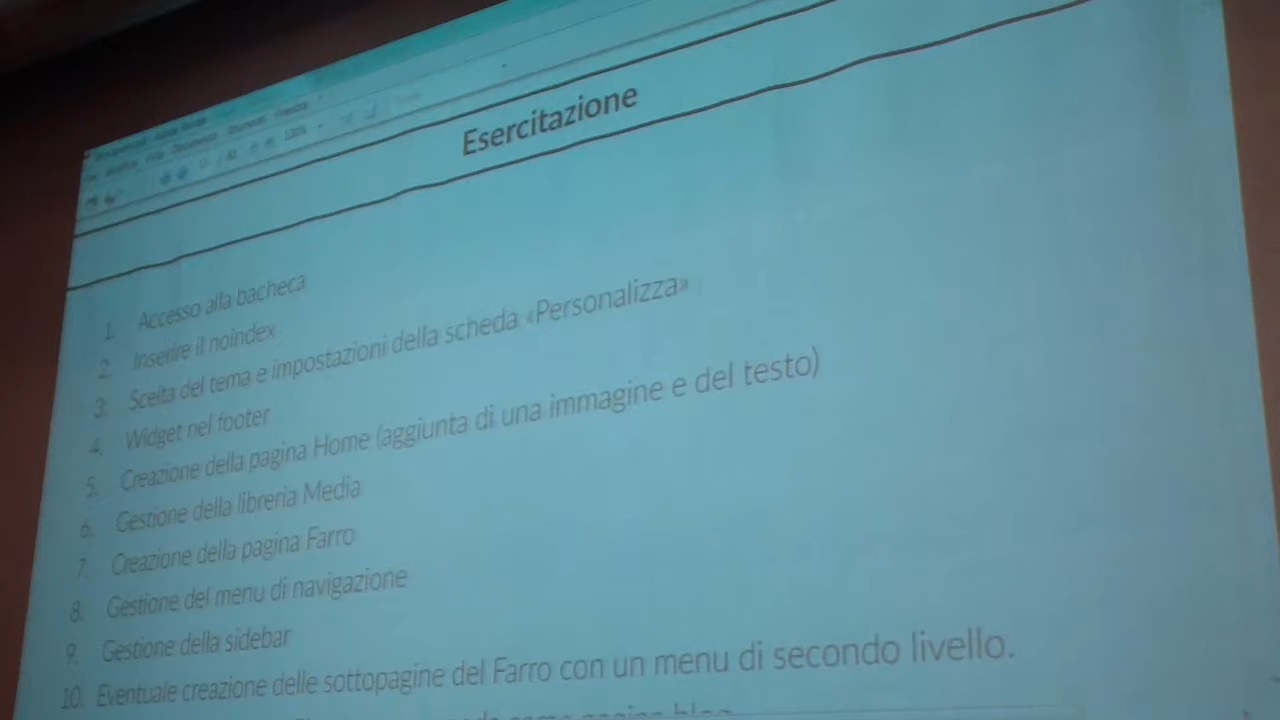 Esercitazione
1. Accesso alla bacheca
2. Inserire il noindex
3. Scelta del tema e impostazioni della scheda «Personalizza»
4. Widget nel footer
5. Creazione della pagina Home (aggiunta di una immagine e del testo)
6. Gestione della libreria Media
7. Creazione della pagina Farro
8. Gestione del menu di navigazione
9. Gestione della sidebar
10. Eventuale creazione delle sottopagine del Farro con un menu di secondo livello.
come pagina blog